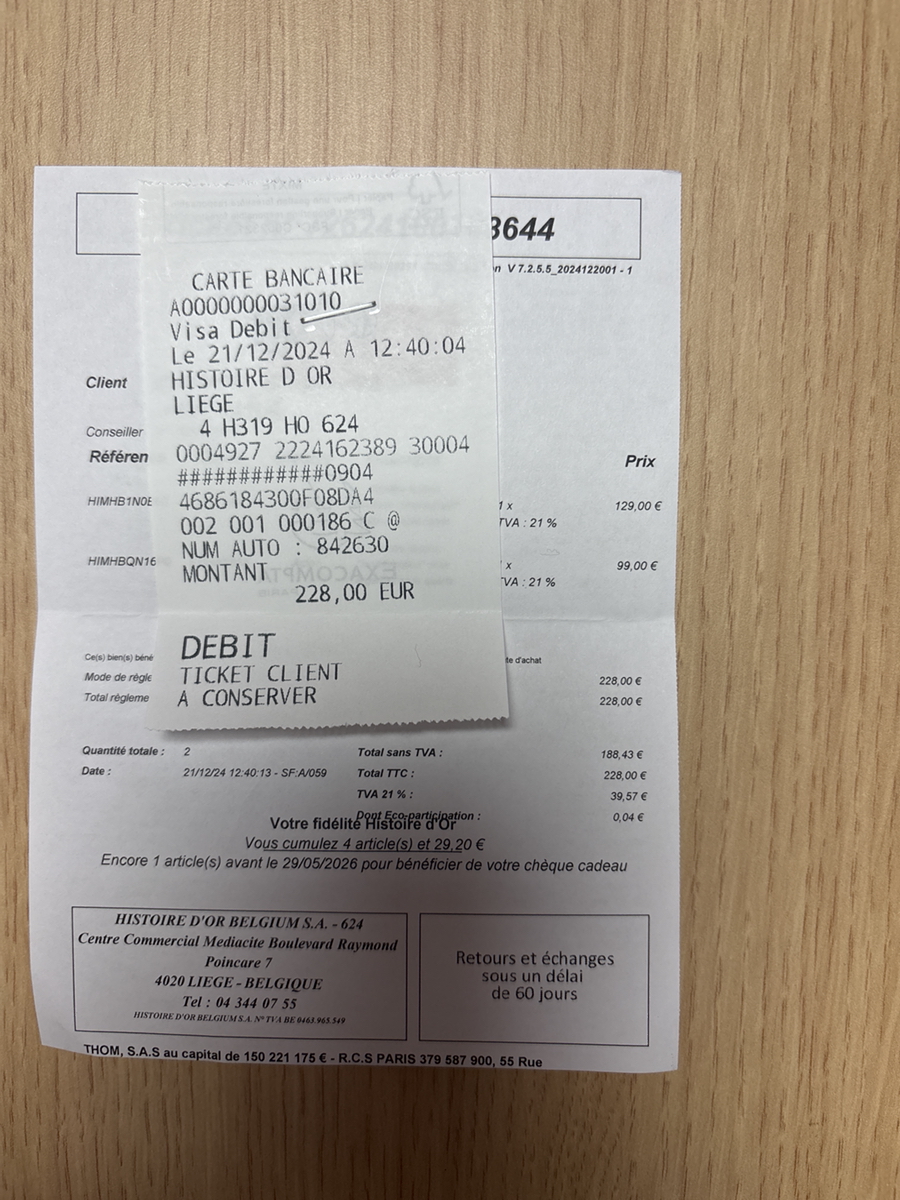 3644
V 7.2.5.5_2024122001 - 1
CARTE BANCAIRE
A0000000031010
Visa Debit
Le 21/12/2024 A 12:40:04
HISTOIRE D OR
LIEGE
4 H319 HO 624
0004927 2224162389 30004
############0904
4686184300F08DA4
002 001 000186 C @
NUM AUTO : 842630
MONTANT
228,00 EUR
DEBIT
TICKET CLIENT
A CONSERVER
Client
Conseiller
Référen
Prix
HIMHB1N0
1 x
129,00 €
TVA : 21 %
HIMHBQN16
x
99,00 €
TVA : 21 %
Ce(s) bien(s) béné
d'achat
Mode de règle
228,00 €
Total règleme
228,00 €
Quantité totale : 2
Total sans TVA : 188,43 €
Date : 21/12/24 12:40:13 - SF:A/059
Total TTC : 228,00 €
TVA 21 % : 39,57 €
Dont Eco-participation : 0,04 €
Votre fidélité Histoire d'Or
Vous cumulez 4 article(s) et 29,20 €
Encore 1 article(s) avant le 29/05/2026 pour bénéficier de votre chèque cadeau
HISTOIRE D'OR BELGIUM S.A. - 624
Centre Commercial Mediacite Boulevard Raymond
Poincare 7
4020 LIEGE - BELGIQUE
Tel : 04 344 07 55
HISTOIRE D'OR BELGIUM S.A. N° TVA BE 0463.965.549
Retours et échanges
sous un délai
de 60 jours
THOM, S.A.S au capital de 150 221 175 € - R.C.S PARIS 379 587 900, 55 Rue